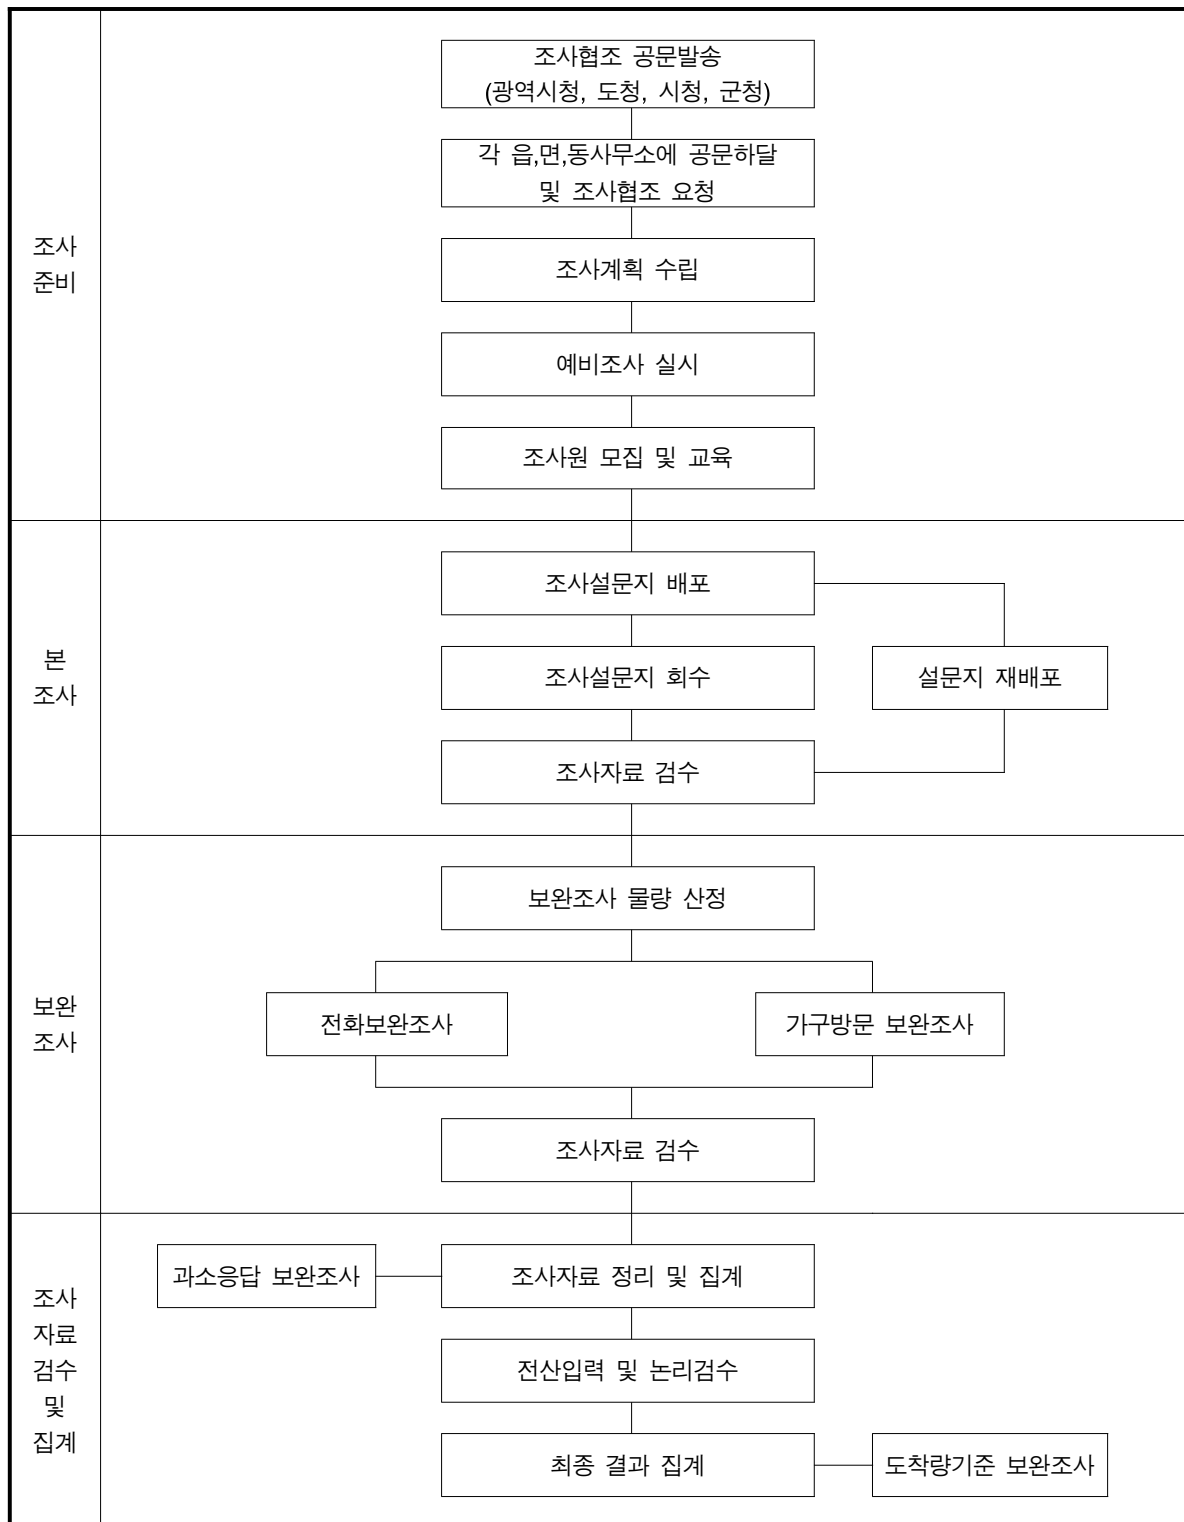 조사
준비
조사협조 공문발송
(광역시청, 도청, 시청, 군청)
각 읍,면,동사무소에 공문하달
및 조사협조 요청
조사계획 수립
예비조사 실시
조사원 모집 및 교육
본
조사
조사설문지 배포
조사설문지 회수
설문지 재배포
조사자료 검수
보완
조사
보완조사 물량 산정
전화보완조사
가구방문 보완조사
조사자료 검수
조사
자료
검수
및
집계
과소응답 보완조사
조사자료 정리 및 집계
전산입력 및 논리검수
최종 결과 집계
도착량기준 보완조사